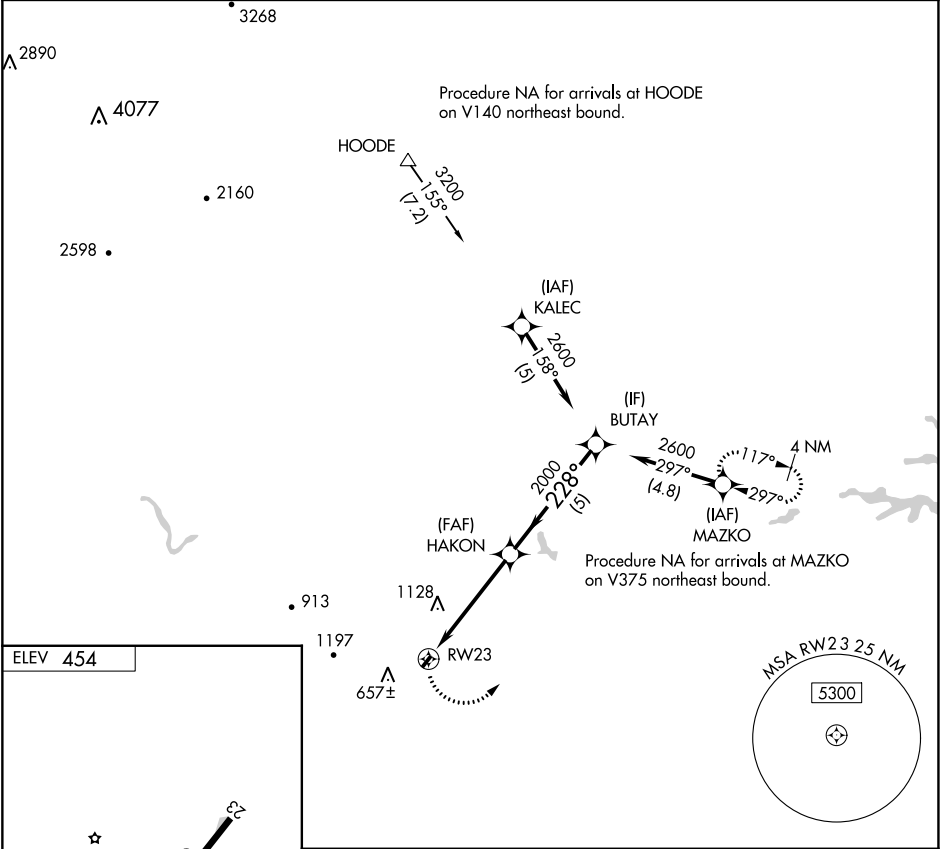 3268
2890
4077
Procedure NA for arrivals at HOODE
on V140 northeast bound.
HOODE
3200
155°
(7.2)
2160
2598
(IAF)
KALEC
2600
158°
(5)
(IF)
BUTAY
2600
297°
(4.8)
117°
4 NM
297°
(IAF)
MAZKO
2000
228°
(5)
(FAF)
HAKON
Procedure NA for arrivals at MAZKO
on V375 northeast bound.
1128
913
1197
RW23
657±
ELEV 454
MSA RW23 25 NM
5300
23